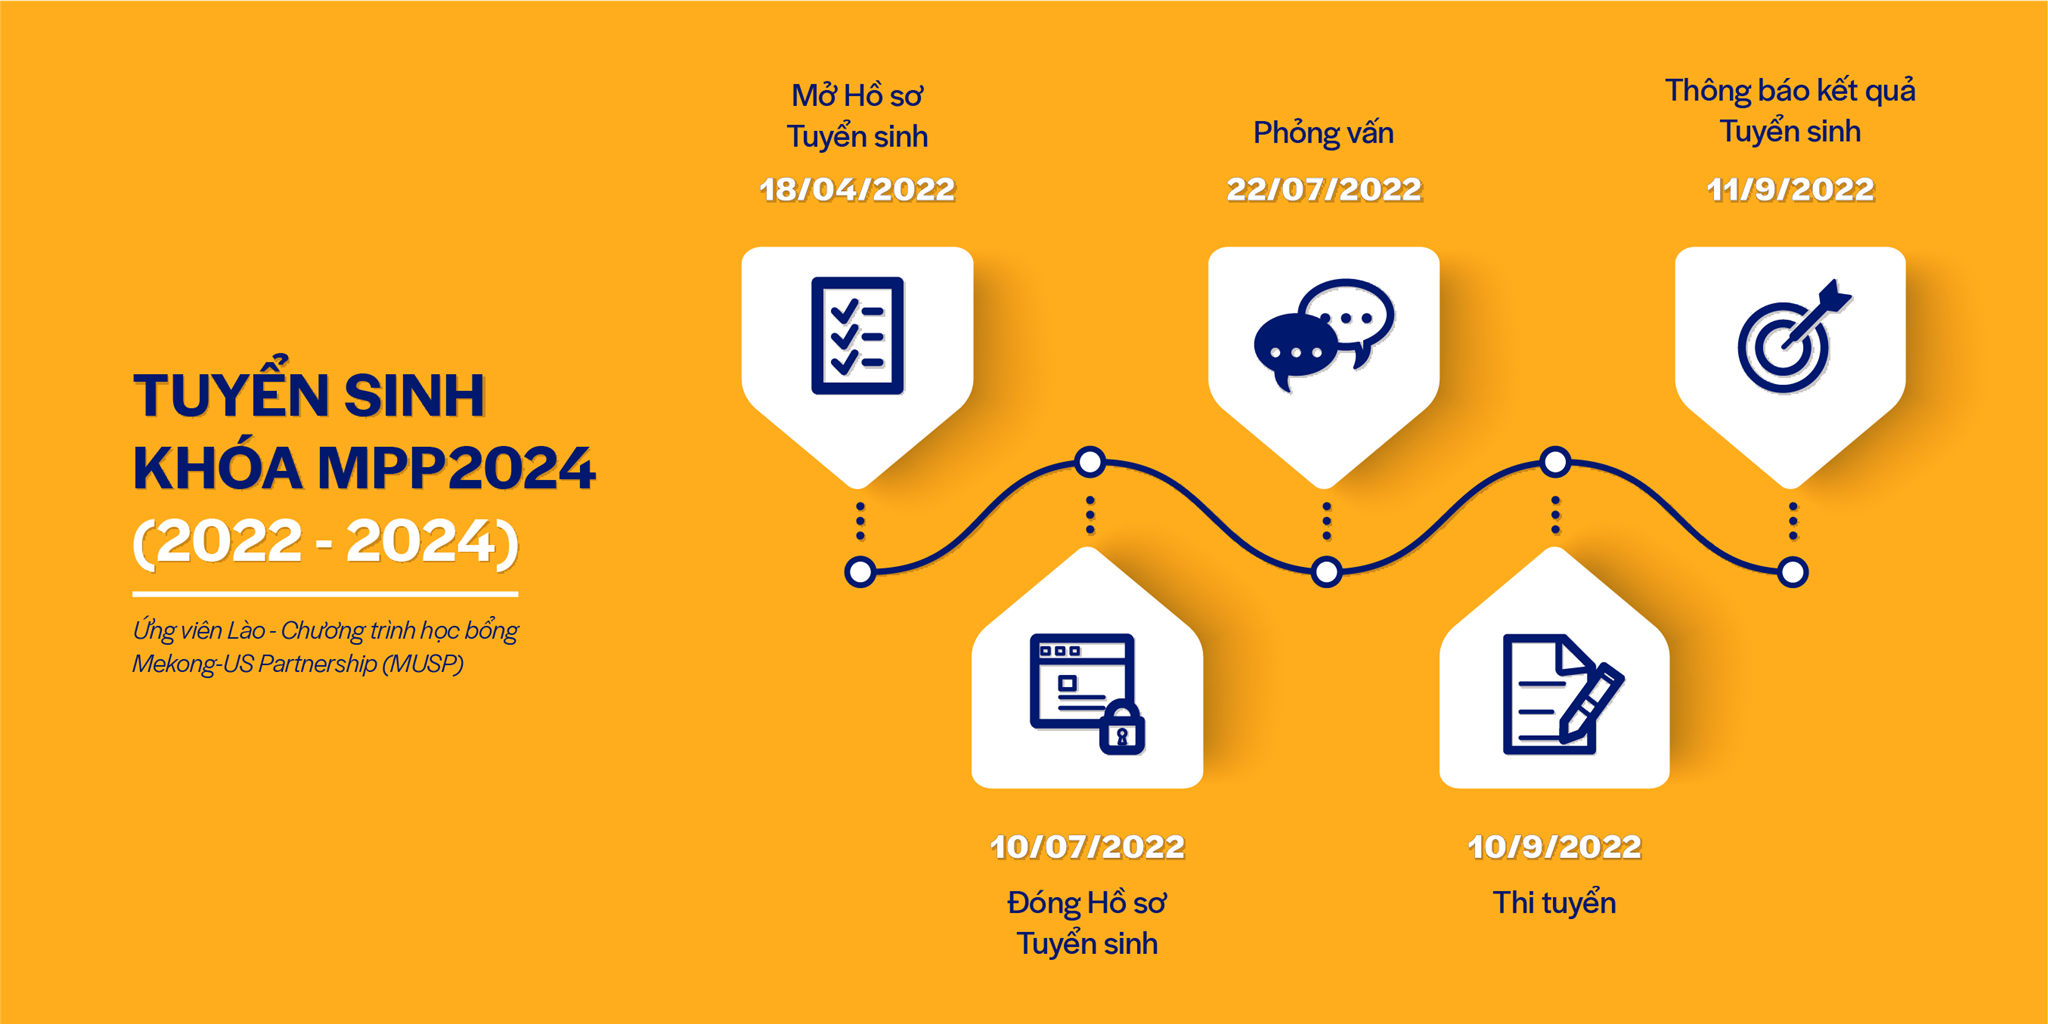 TUYỂN SINH
KHÓA MPP2024
(2022 - 2024)
Ứng viên Lào - Chương trình học bổng
Mekong-US Partnership (MUSP)
Mở Hồ sơ
Tuyển sinh
18/04/2022
10/07/2022
Đóng Hồ sơ
Tuyển sinh
Phỏng vấn
22/07/2022
10/9/2022
Thi tuyển
Thông báo kết quả
Tuyển sinh
11/9/2022